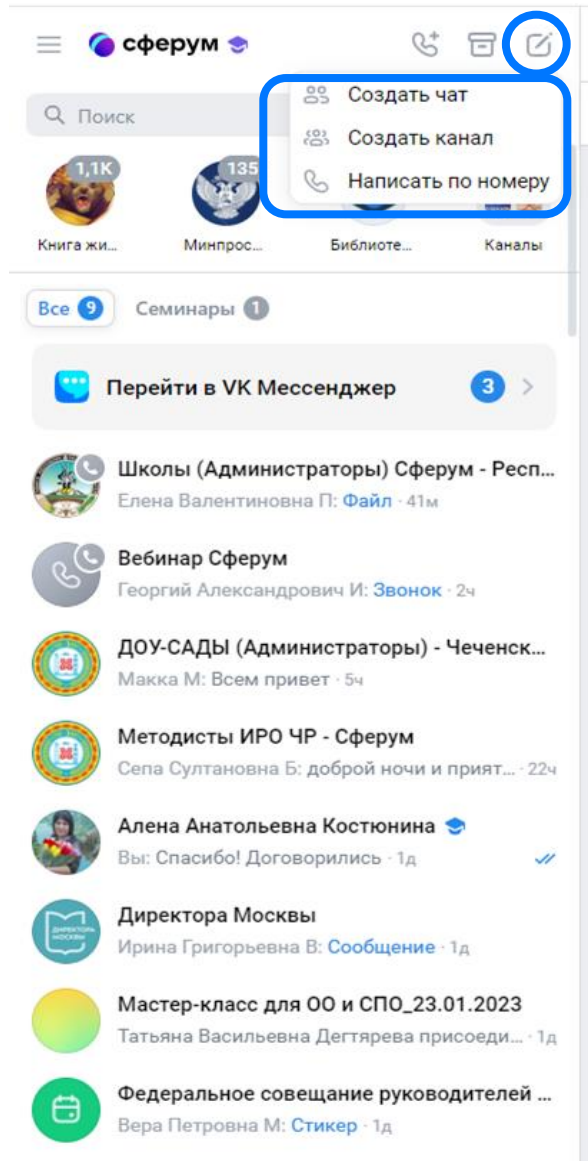 сферум
Создать чат
Поиск
Создать канал
1,1K
135
Написать по номеру
Книга жи...
Минпрос...
Библиоте...
Каналы
Все 9
Семинары 1
Перейти в VK Мессенджер 3
Школы (Администраторы) Сферум - Респ...
Елена Валентиновна П: Файл · 41м
Вебинар Сферум
Георгий Александрович И: Звонок · 2ч
ДОУ-САДЫ (Администраторы) - Чеченск...
Макка М: Всем привет · 5ч
Методисты ИРО ЧР - Сферум
Сепа Султановна Б: доброй ночи и прият... · 22ч
Алена Анатольевна Костюнина
Вы: Спасибо! Договорились · 1д
ДИРЕКТОРА МОСКВЫ
Директора Москвы
Ирина Григорьевна В: Сообщение · 1д
Мастер-класс для ОО и СПО_23.01.2023
Татьяна Васильевна Дегтярева присоеди... · 1д
Федеральное совещание руководителей ...
Вера Петровна М: Стикер · 1д